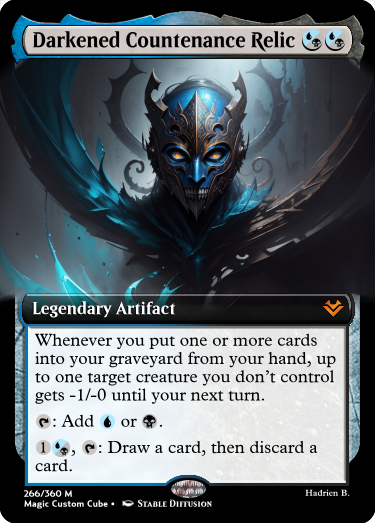 Darkened Countenance Relic
Legendary Artifact
Whenever you put one or more cards
into your graveyard from your hand, up
to one target creature you don’t control
gets -1/-0 until your next turn.
: Add or .
1 , : Draw a card, then discard a
card.
266/360 M Hadrien B.
Magic Custom Cube • Stable Diffusion